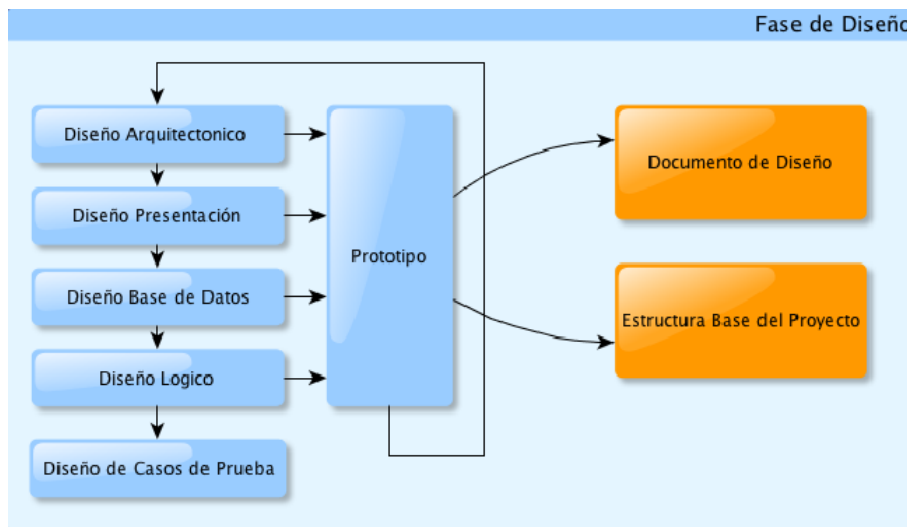 Fase de Diseño
Diseño Arquitectonico
Diseño Presentación
Diseño Base de Datos
Diseño Logico
Diseño de Casos de Prueba
Prototipo
Documento de Diseño
Estructura Base del Proyecto